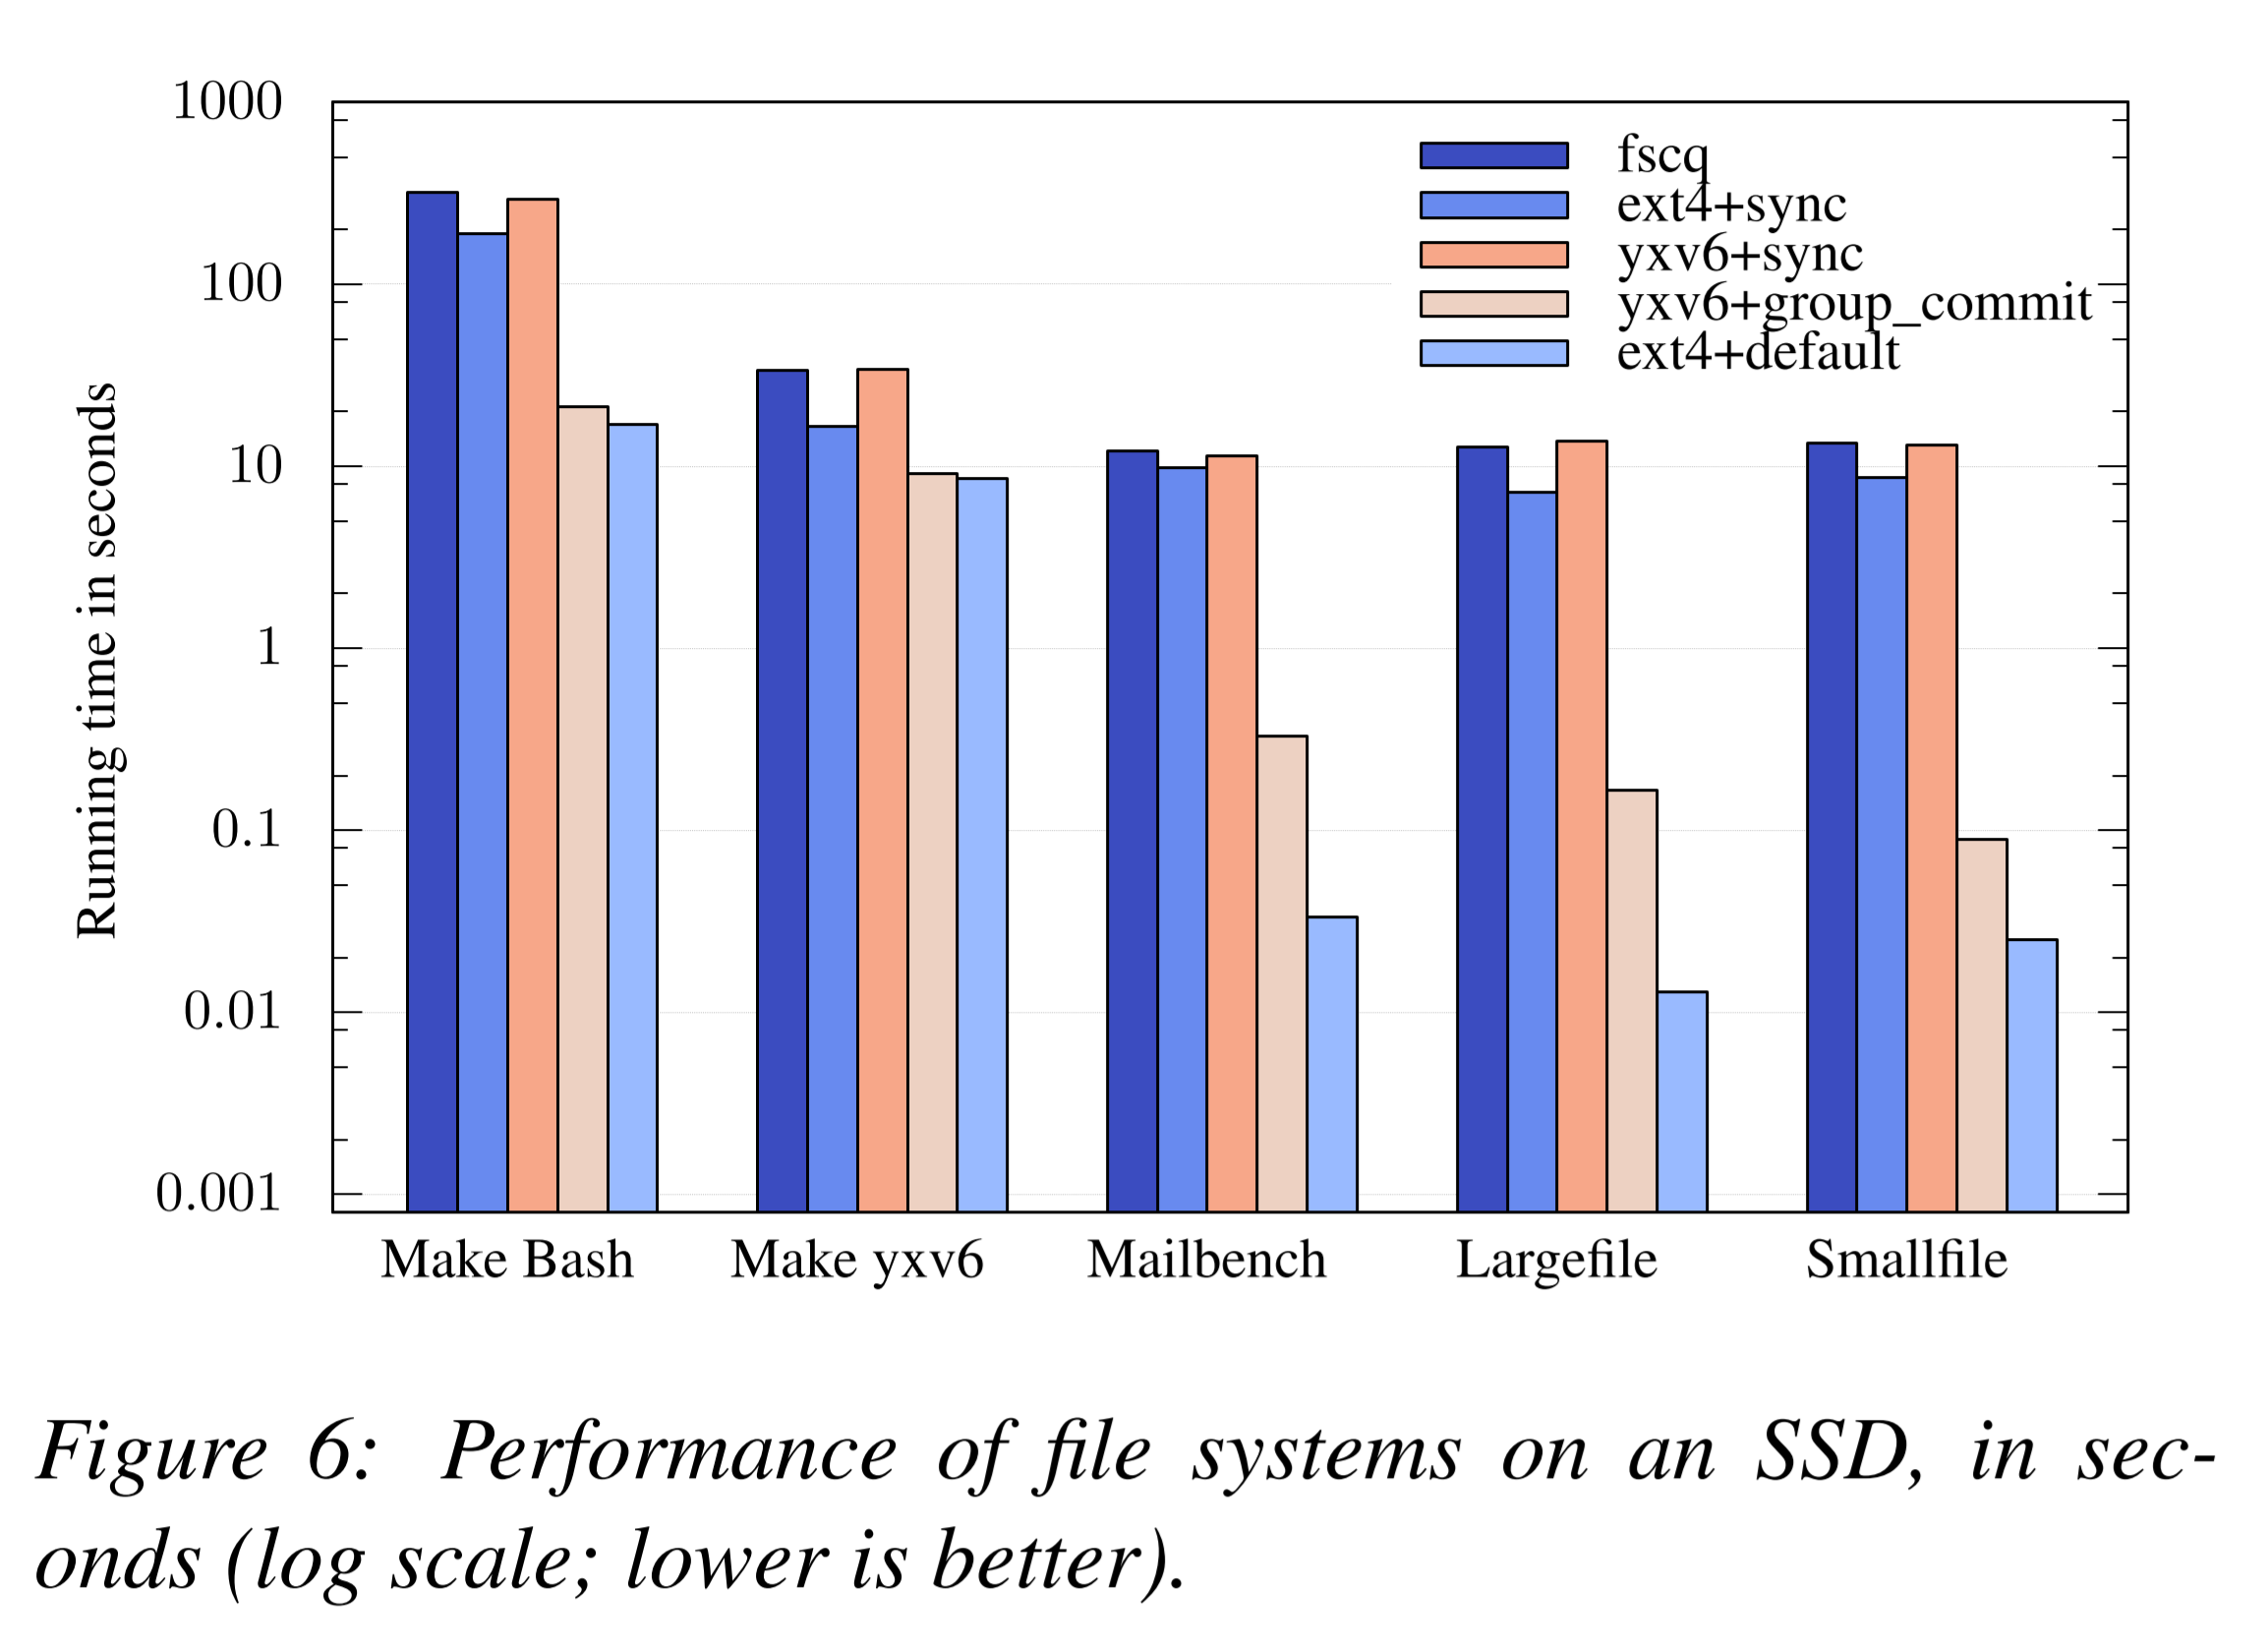 1000
100
10
1
0.1
0.01
0.001
Running time in seconds
fscq
ext4+sync
yxv6+sync
yxv6+group_commit
ext4+default
Make Bash
Make yxv6
Mailbench
Largefile
Smallfile
Figure 6: Performance of file systems on an SSD, in sec-
onds (log scale; lower is better).